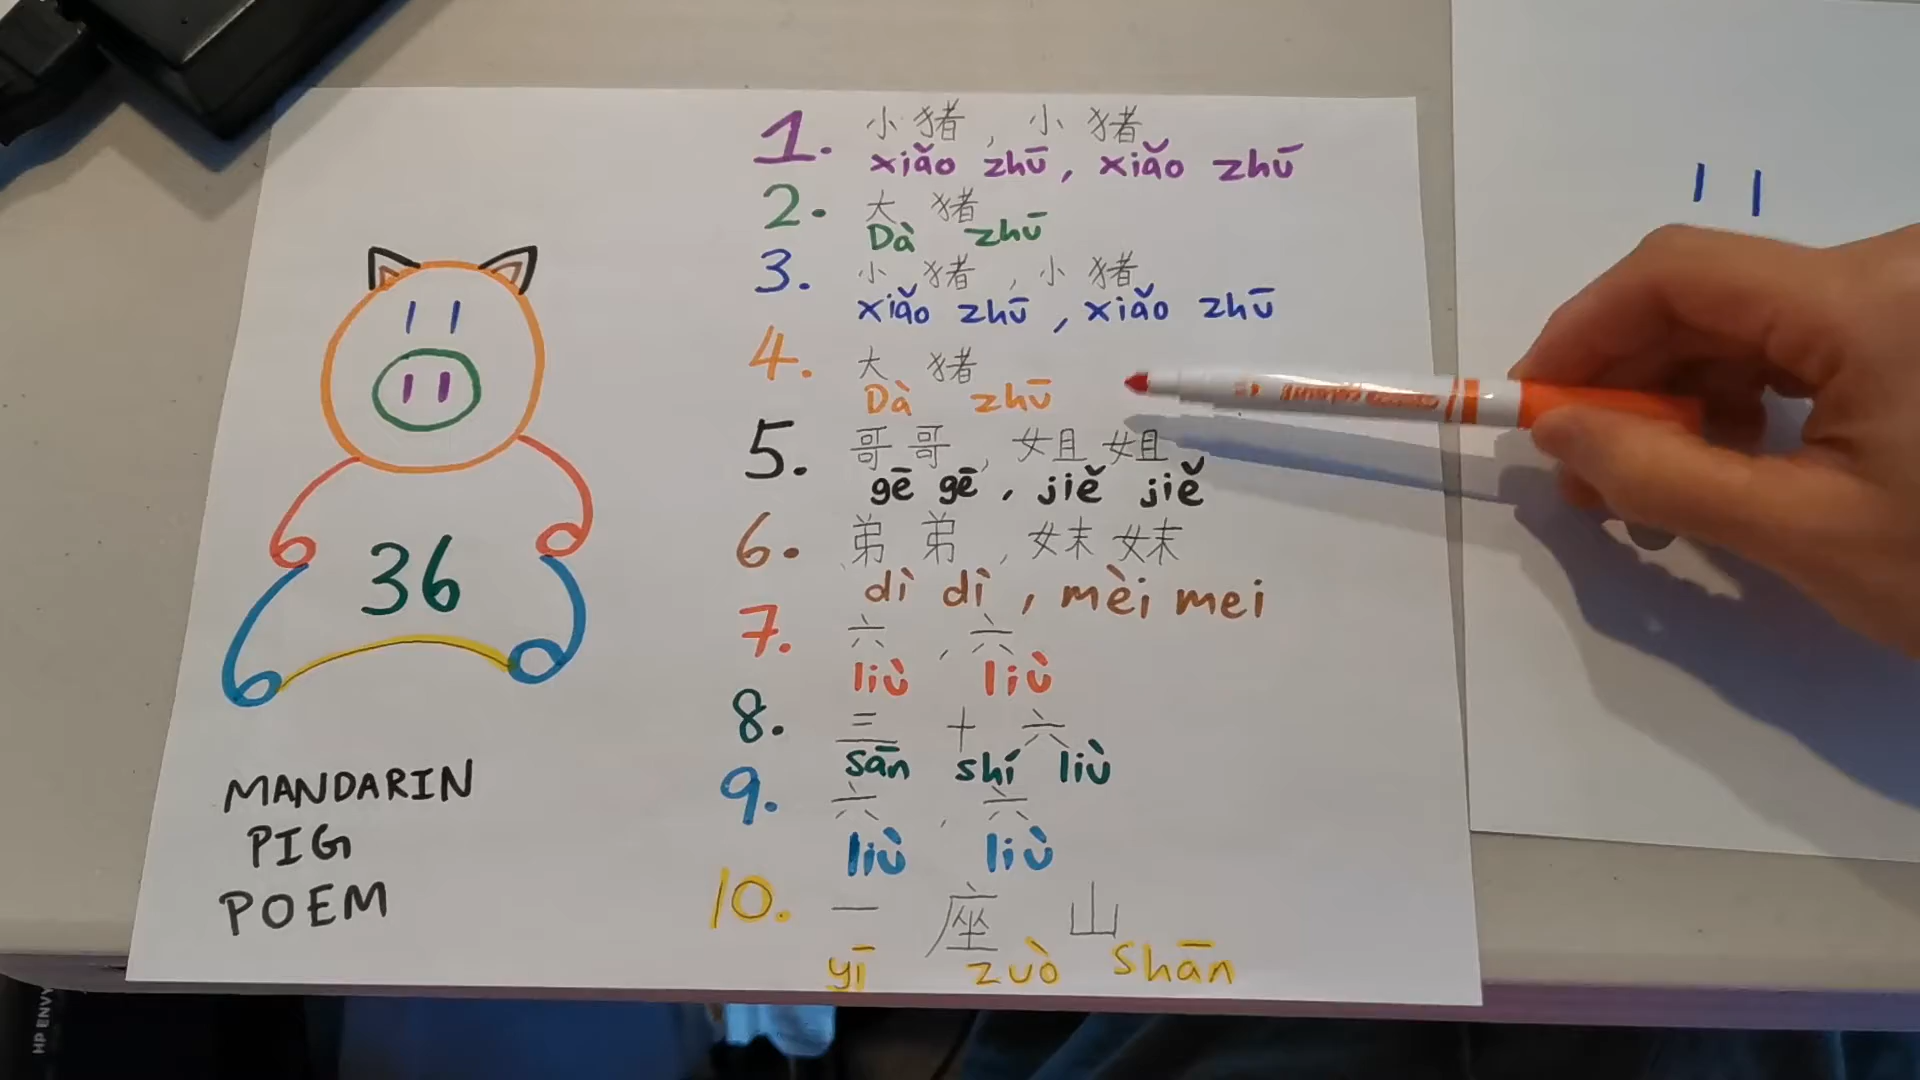 36
MANDARIN
PIG
POEM
1. 小猪, 小猪
xiǎo zhū, xiǎo zhū
2. 大 猪
Dà zhū
3. 小猪, 小猪
xiǎo zhū, xiǎo zhū
4. 大 猪
Dà zhū
5. 哥哥, 姐姐
gē gē, jiě jiě
6. 弟弟, 妹妹
dì dì, mèi mei
7. 六, 六
liù liù
8. 三 十 六
sān shí liù
9. 六, 六
liù liù
10. 一 座 山
yī zuò shān
HP ENVY